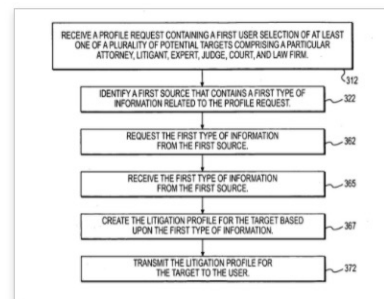 RECEIVE A PROFILE REQUEST CONTAINING A FIRST USER SELECTION OF AT LEAST
ONE OF A PLURALITY OF POTENTIAL TARGETS COMPRISING A PARTICULAR
ATTORNEY, LITIGANT, EXPERT, JUDGE, COURT, AND LAW FIRM.
312
IDENTIFY A FIRST SOURCE THAT CONTAINS A FIRST TYPE OF
INFORMATION RELATED TO THE PROFILE REQUEST.
322
REQUEST THE FIRST TYPE OF INFORMATION
FROM THE FIRST SOURCE.
362
RECEIVE THE FIRST TYPE OF INFORMATION
FROM THE FIRST SOURCE.
365
CREATE THE LITIGATION PROFILE FOR THE TARGET BASED
UPON THE FIRST TYPE OF INFORMATION.
367
TRANSMIT THE LITIGATION PROFILE FOR
THE TARGET TO THE USER.
372